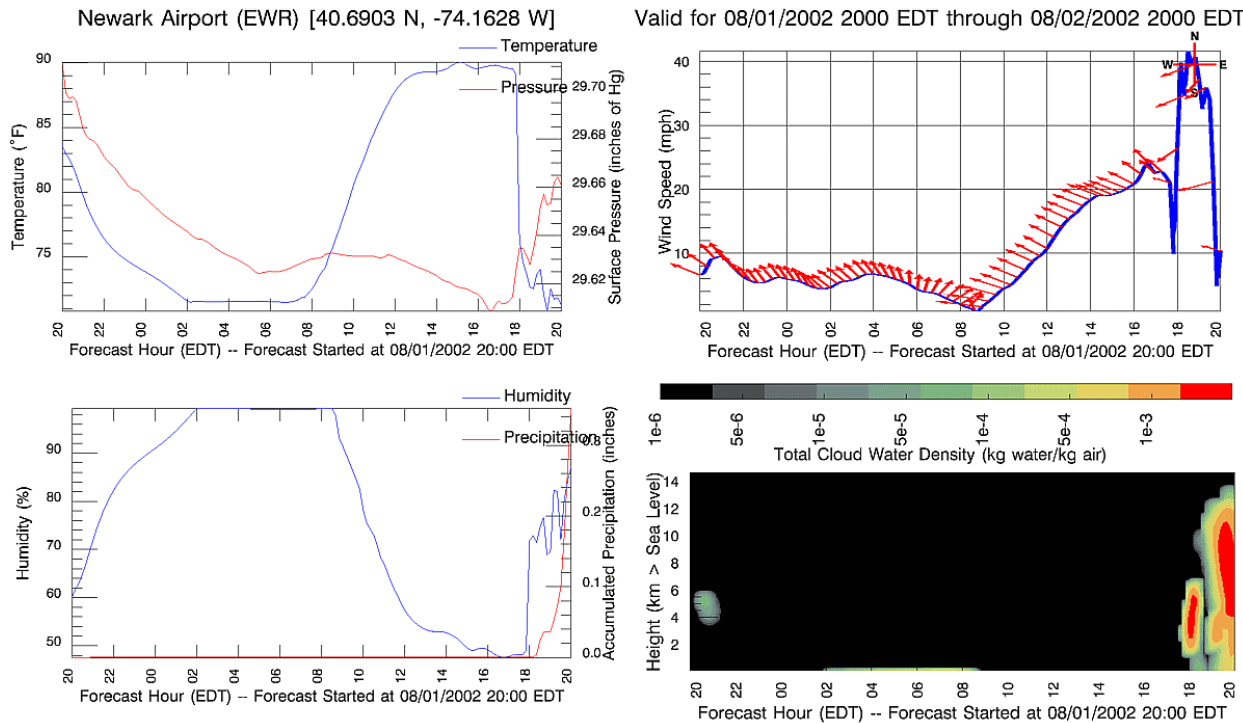 Newark Airport (EWR) [40.6903 N, -74.1628 W]
Valid for 08/01/2002 2000 EDT through 08/02/2002 2000 EDT
Temperature
Pressure
90
85
80
75
Temperature (°F)
29.70
29.68
29.66
29.64
29.62
Surface Pressure (inches of Hg)
20 22 00 02 04 06 08 10 12 14 16 18 20
Forecast Hour (EDT) -- Forecast Started at 08/01/2002 20:00 EDT
N
W E
S
40
30
20
10
Wind Speed (mph)
20 22 00 02 04 06 08 10 12 14 16 18 20
Forecast Hour (EDT) -- Forecast Started at 08/01/2002 20:00 EDT
Humidity
Precipitation
90
80
70
60
50
Humidity (%)
0.3
0.2
0.1
0.0
Accumulated Precipitation (inches)
20 22 00 02 04 06 08 10 12 14 16 18 20
Forecast Hour (EDT) -- Forecast Started at 08/01/2002 20:00 EDT
1e-6 5e-6 1e-5 5e-5 1e-4 5e-4 1e-3
Total Cloud Water Density (kg water/kg air)
14
12
10
8
6
4
2
Height (km > Sea Level)
20 22 00 02 04 06 08 10 12 14 16 18 20
Forecast Hour (EDT) -- Forecast Started at 08/01/2002 20:00 EDT